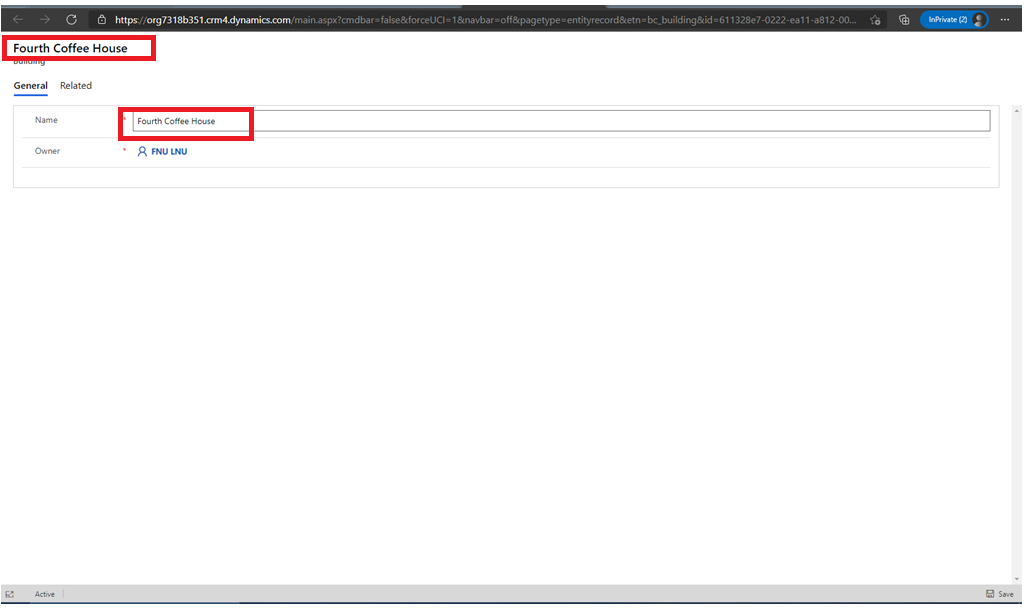 https://org7318b351.crm4.dynamics.com/main.aspx?cmdbar=false&forceUCI=1&navbar=off&pagetype=entityrecord&etn=bc_building&id=611328e7-0222-ea11-a812-00...
InPrivate (2)
Fourth Coffee House
Building
General Related
Name * Fourth Coffee House
Owner * FNU LNU
Active
Save